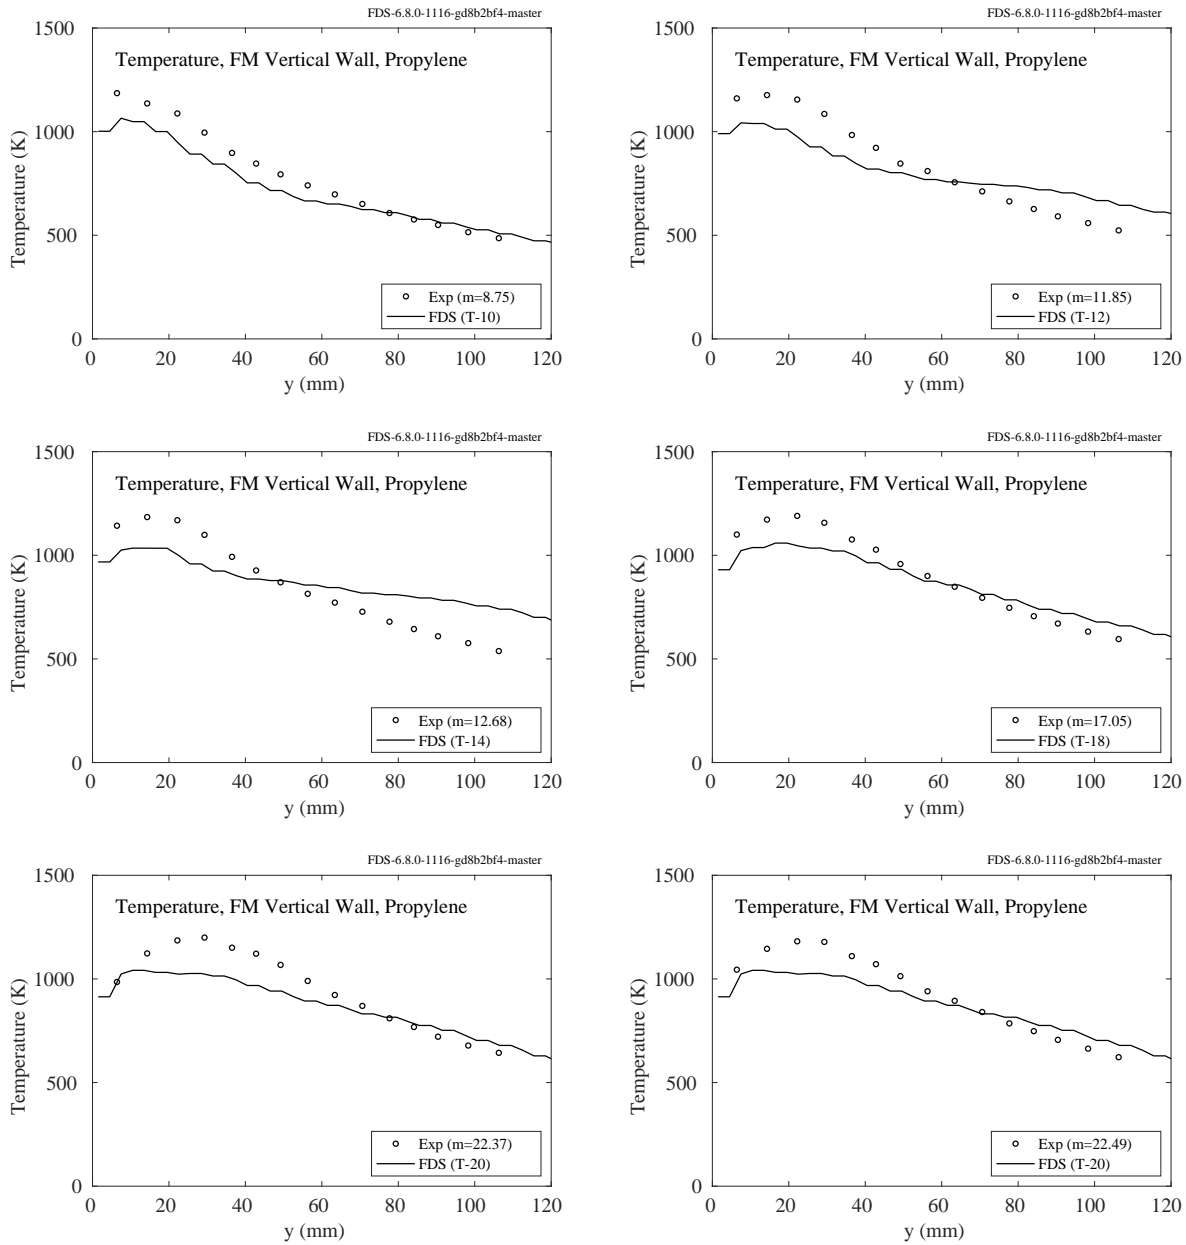 FDS-6.8.0-1116-gd8b2bf4-master
Temperature, FM Vertical Wall, Propylene
1500
1000
500
0
Temperature (K)
Exp (m=8.75)
FDS (T-10)
0 20 40 60 80 100 120
y (mm)
FDS-6.8.0-1116-gd8b2bf4-master
Temperature, FM Vertical Wall, Propylene
1500
1000
500
0
Temperature (K)
Exp (m=11.85)
FDS (T-12)
0 20 40 60 80 100 120
y (mm)
FDS-6.8.0-1116-gd8b2bf4-master
Temperature, FM Vertical Wall, Propylene
1500
1000
500
0
Temperature (K)
Exp (m=12.68)
FDS (T-14)
0 20 40 60 80 100 120
y (mm)
FDS-6.8.0-1116-gd8b2bf4-master
Temperature, FM Vertical Wall, Propylene
1500
1000
500
0
Temperature (K)
Exp (m=17.05)
FDS (T-18)
0 20 40 60 80 100 120
y (mm)
FDS-6.8.0-1116-gd8b2bf4-master
Temperature, FM Vertical Wall, Propylene
1500
1000
500
0
Temperature (K)
Exp (m=22.37)
FDS (T-20)
0 20 40 60 80 100 120
y (mm)
FDS-6.8.0-1116-gd8b2bf4-master
Temperature, FM Vertical Wall, Propylene
1500
1000
500
0
Temperature (K)
Exp (m=22.49)
FDS (T-20)
0 20 40 60 80 100 120
y (mm)